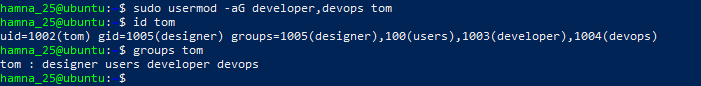 hamna_25@ubuntu:~$ sudo usermod -aG developer,devops tom
hamna_25@ubuntu:~$ id tom
uid=1002(tom) gid=1005(designer) groups=1005(designer),100(users),1003(developer),1004(devops)
hamna_25@ubuntu:~$ groups tom
tom : designer users developer devops
hamna_25@ubuntu:~$